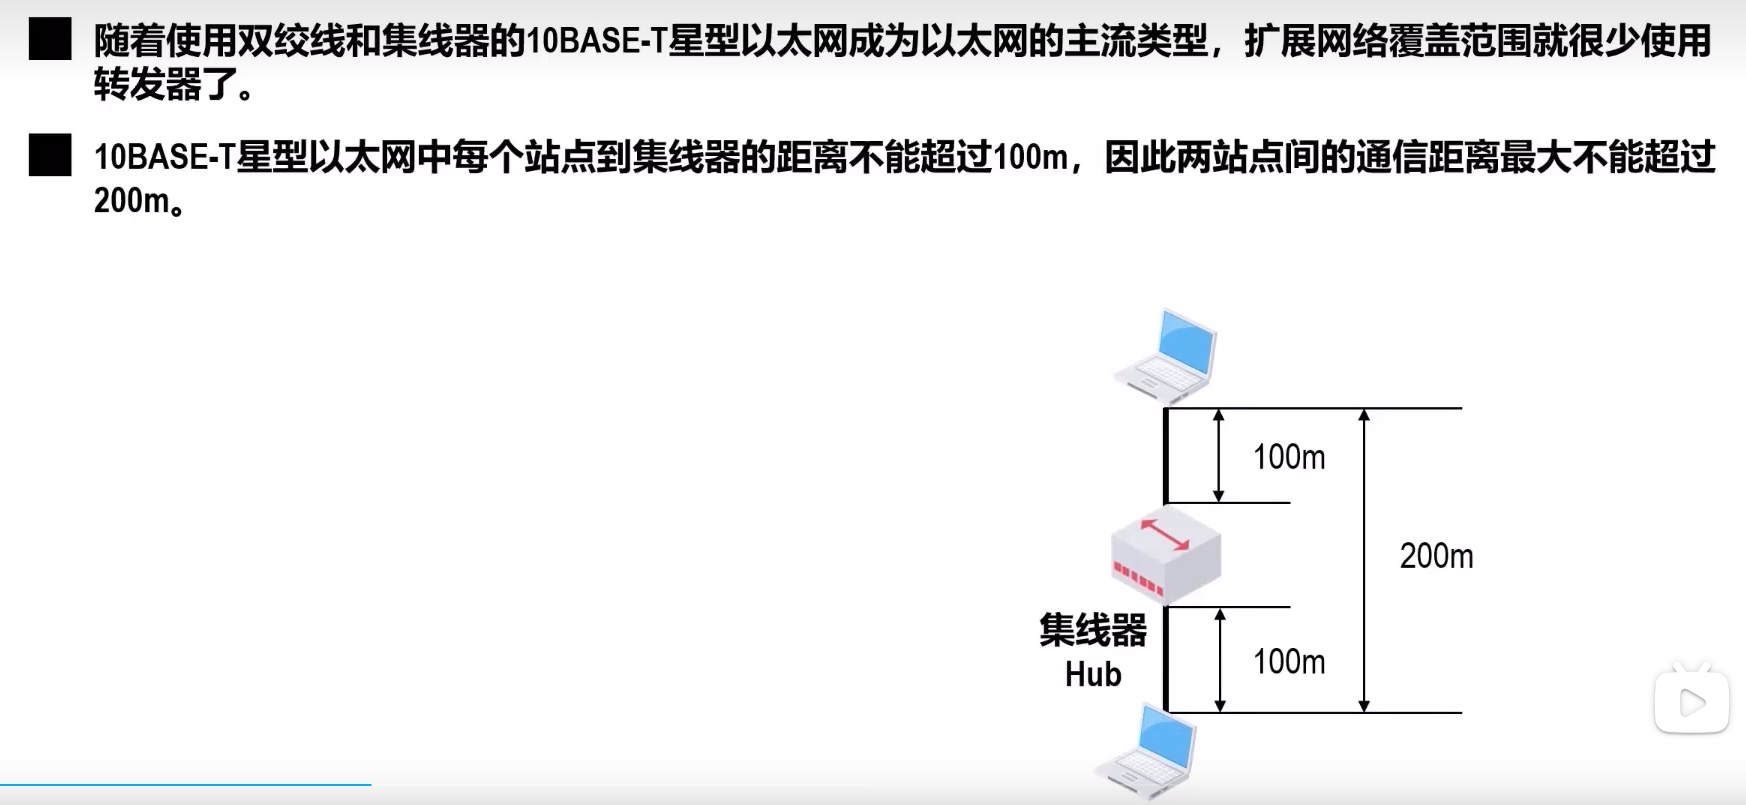 随着使用双绞线和集线器的10BASE-T星型以太网成为以太网的主流类型，扩展网络覆盖范围就很少使用
转发器了。
10BASE-T星型以太网中每个站点到集线器的距离不能超过100m，因此两站点间的通信距离最大不能超过
200m。
100m
200m
集线器
Hub
100m